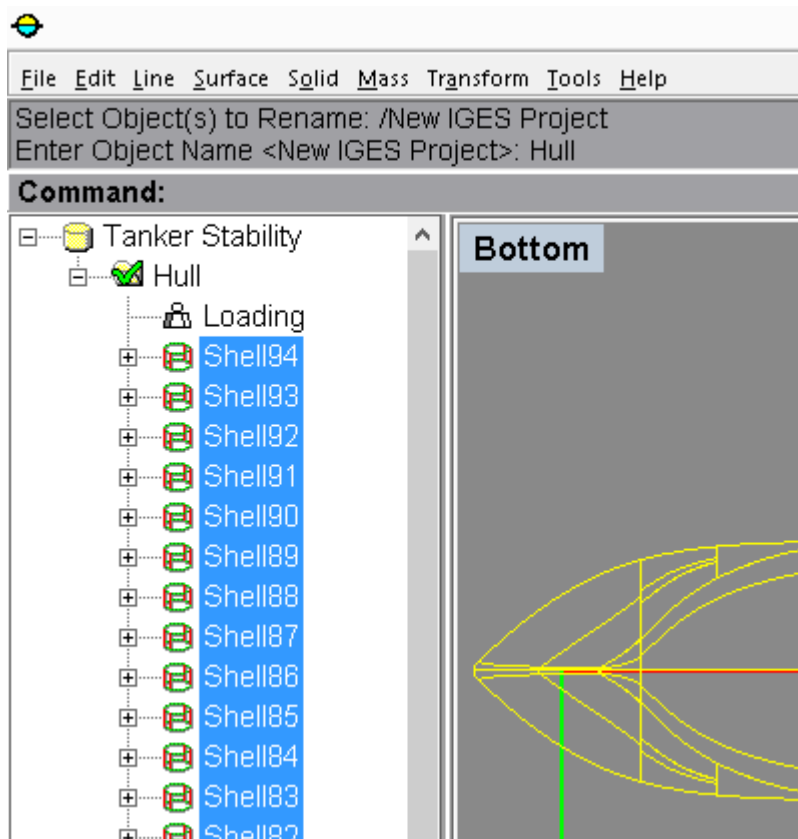 File Edit Line Surface Solid Mass Transform Tools Help
Select Object(s) to Rename: /New IGES Project
Enter Object Name <New IGES Project>: Hull
Command:
Tanker Stability
Hull
Loading
Shell94
Shell93
Shell92
Shell91
Shell90
Shell89
Shell88
Shell87
Shell86
Shell85
Shell84
Shell83
Shell82
Bottom